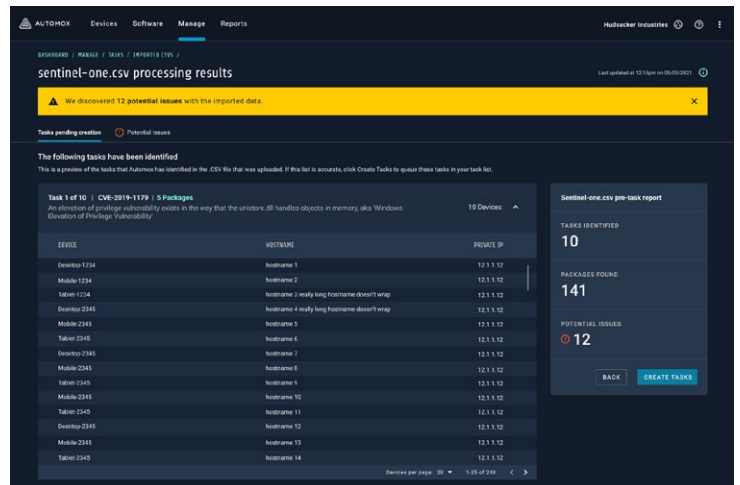 AUTOMOX Devices Software Manage Reports Hudsucker Industries
DASHBOARD / MANAGE / TASKS / IMPORTED CSVS /
sentinel-one.csv processing results
Last updated at 12:15pm on 05/05/2021
We discovered 12 potential issues with the imported data.
Tasks pending creation Potential Issues
The following tasks have been identified
This is a preview of the tasks that Automox has identified in the .CSV file that was uploaded. If this list is accurate, click Create Tasks to queue these tasks in your task list.
Task 1 of 10 | CVE-2019-1179 | 5 Packages
An elevation of privilege vulnerability exists in the way that the unistore.dll handles objects in memory, aka 'Windows
Elevation of Privilege Vulnerability'.
10 Devices
DEVICE HOSTNAME PRIVATE IP
Desktop-1234 hostname 1 12.1.1.12
Mobile-1234 hostname 2 12.1.1.12
Tablet-1234 hostname 3 really long hostname doesn't wrap 12.1.1.12
Desktop-2345 hostname 4 really long hostname doesn't wrap 12.1.1.12
Mobile-2345 hostname 5 12.1.1.12
Tablet-2345 hostname 6 12.1.1.12
Desktop-2345 hostname 7 12.1.1.12
Mobile-2345 hostname 8 12.1.1.12
Tablet-2345 hostname 9 12.1.1.12
Mobile-2345 hostname 10 12.1.1.12
Tablet-2345 hostname 11 12.1.1.12
Desktop-2345 hostname 12 12.1.1.12
Mobile-2345 hostname 13 12.1.1.12
Tablet-2345 hostname 14 12.1.1.12
Devices per page: 20 1-25 of 248
Sentinel-one.csv pre-task report
TASKS IDENTIFIED
10
PACKAGES FOUND
141
POTENTIAL ISSUES
12
BACK CREATE TASKS